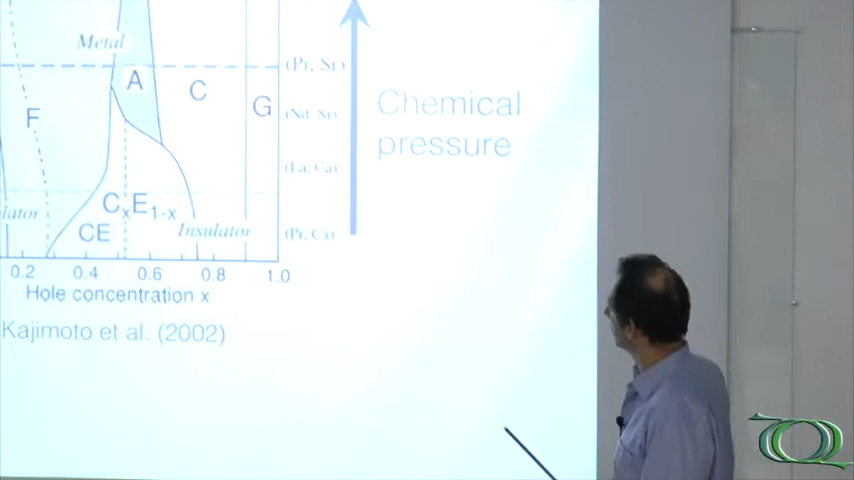 Metal
(Pr, Sr)
A
C
F
G
(Nd, Sr)
Chemical
pressure
(La, Ca)
CxE1-x
lator
CE
Insulator
(Pr, Ca)
0.2 0.4 0.6 0.8 1.0
Hole concentration x
Kajimoto et al. (2002)